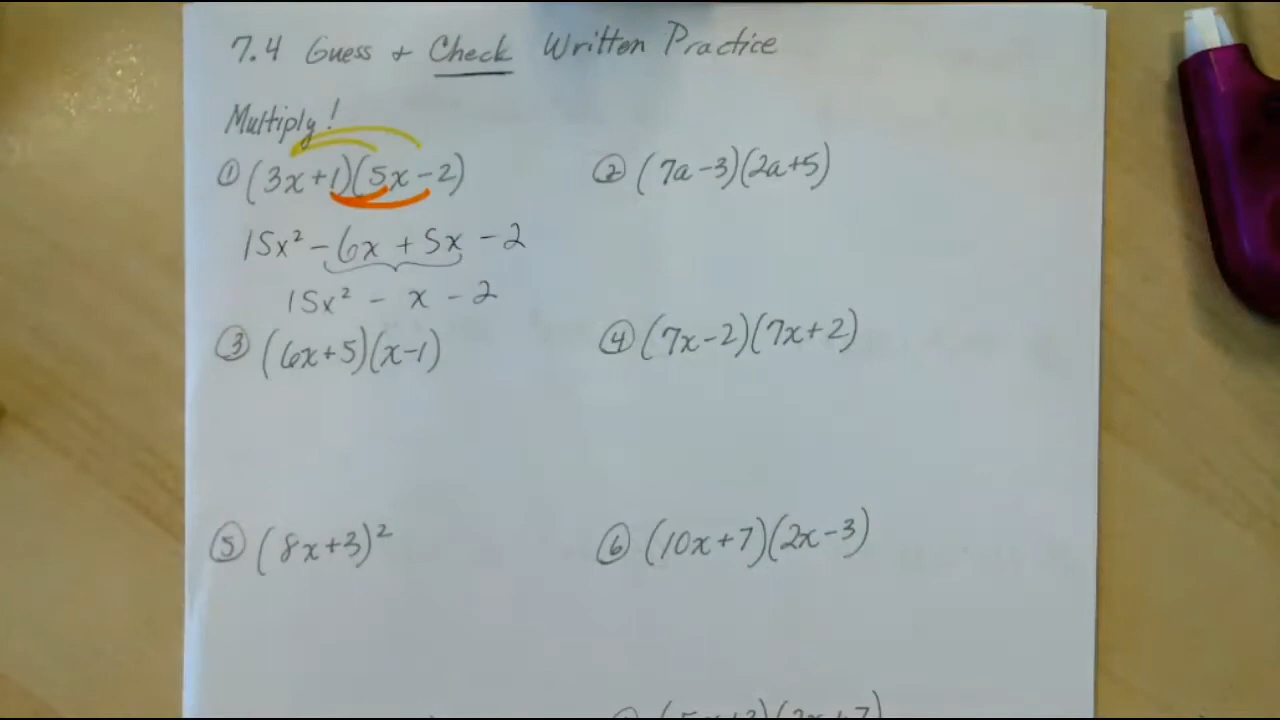 7.4 Guess + Check Written Practice
Multiply!
① (3x+1)(5x-2)
② (7a-3)(2a+5)
15x² - 6x + 5x - 2
15x² - x - 2
③ (6x+5)(x-1)
④ (7x-2)(7x+2)
⑤ (8x+3)²
⑥ (10x+7)(2x-3)